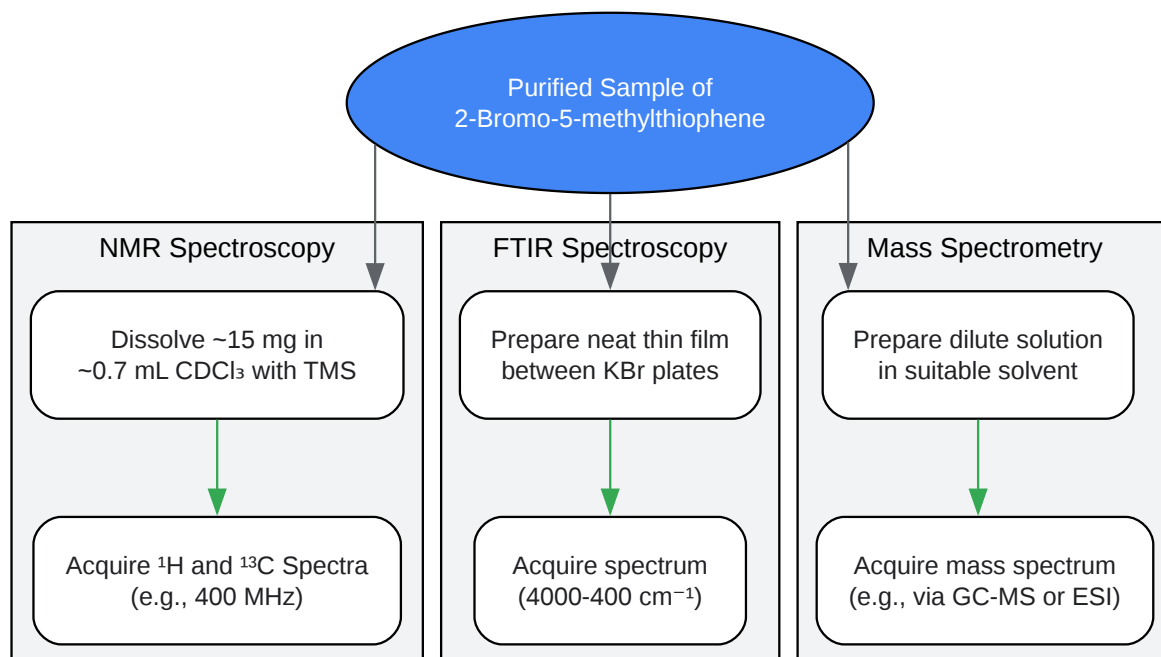 Purified Sample of
2-Bromo-5-methylthiophene
NMR Spectroscopy
Dissolve ~15 mg in
~0.7 mL CDCl₃ with TMS
Acquire ¹H and ¹³C Spectra
(e.g., 400 MHz)
FTIR Spectroscopy
Prepare neat thin film
between KBr plates
Acquire spectrum
(4000-400 cm⁻¹)
Mass Spectrometry
Prepare dilute solution
in suitable solvent
Acquire mass spectrum
(e.g., via GC-MS or ESI)